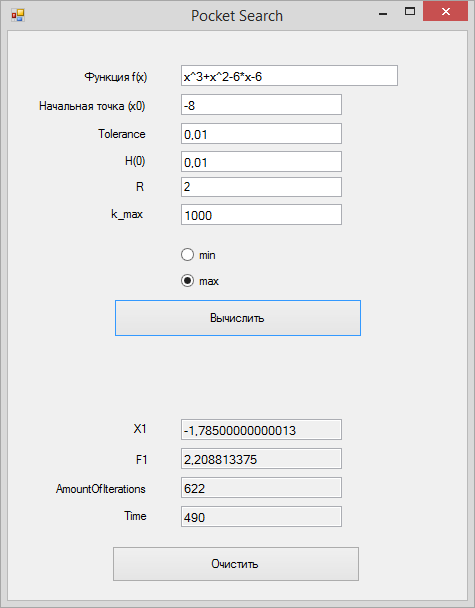 Pocket Search
Функция f(x) x^3+x^2-6*x-6
Начальная точка (x0) -8
Tolerance 0,01
H(0) 0,01
R 2
k_max 1000
min
max
Вычислить
X1 -1,78500000000013
F1 2,208813375
AmountOfIterations 622
Time 490
Очистить